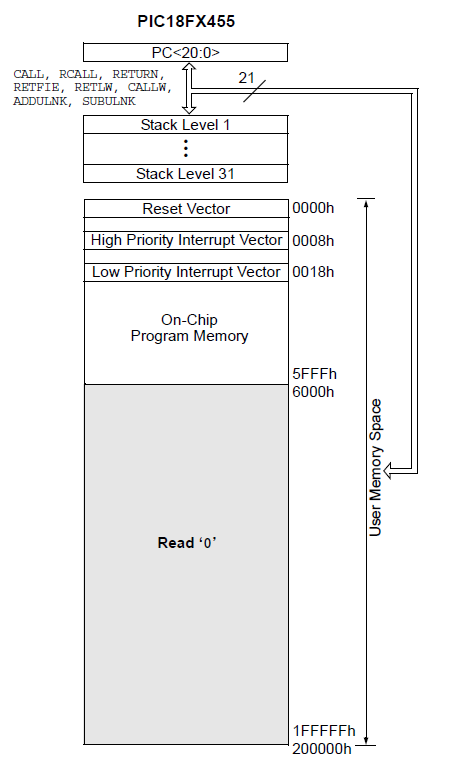 PIC18FX455
PC<20:0>
CALL, RCALL, RETURN,
RETFIE, RETLW, CALLW,
ADDULNK, SUBULNK
21
Stack Level 1
Stack Level 31
Reset Vector
0000h
High Priority Interrupt Vector
0008h
Low Priority Interrupt Vector
0018h
On-Chip
Program Memory
5FFFh
6000h
User Memory Space
Read ‘0’
1FFFFFh
200000h